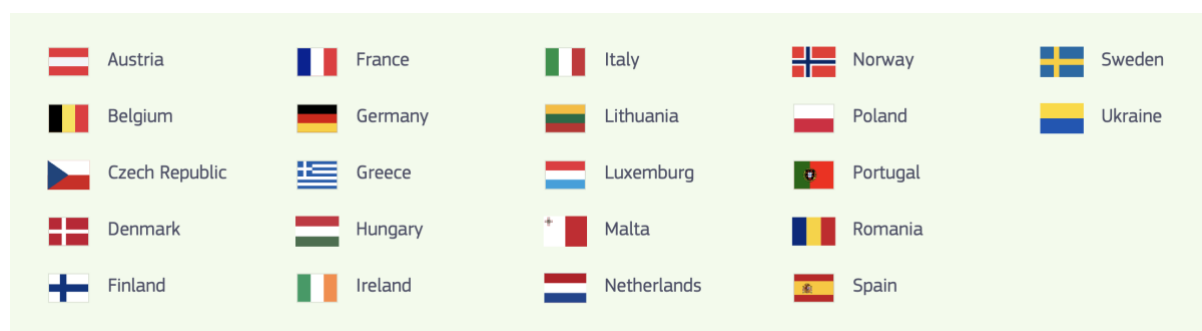 Austria
Belgium
Czech Republic
Denmark
Finland
France
Germany
Greece
Hungary
Ireland
Italy
Lithuania
Luxemburg
Malta
Netherlands
Norway
Poland
Portugal
Romania
Spain
Sweden
Ukraine